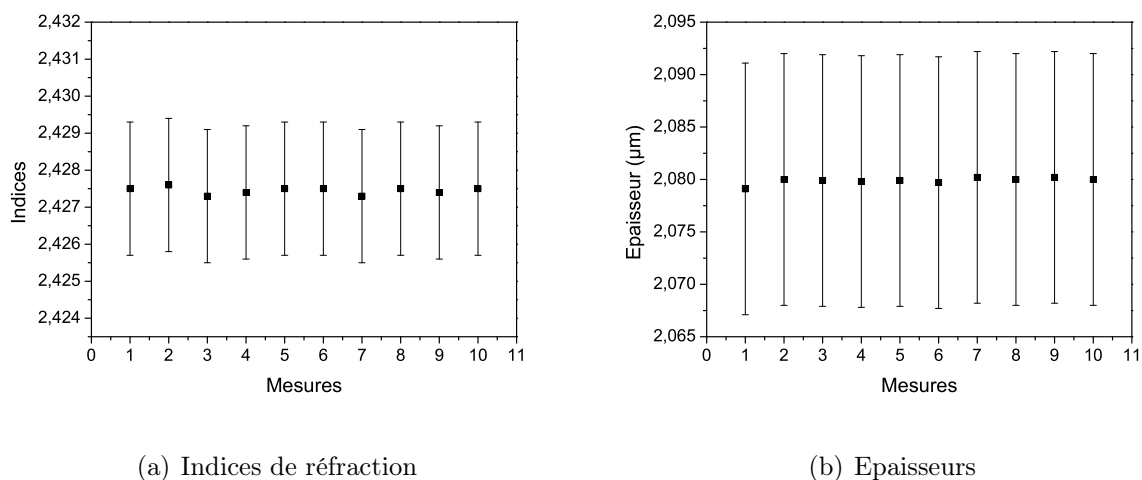 2,432
2,431
2,430
2,429
2,428
2,427
2,426
2,425
2,424
Indices
0 1 2 3 4 5 6 7 8 9 10 11
Mesures
(a) Indices de réfraction
2,095
2,090
2,085
2,080
2,075
2,070
2,065
Epaisseur (µm)
0 1 2 3 4 5 6 7 8 9 10 11
Mesures
(b) Epaisseurs